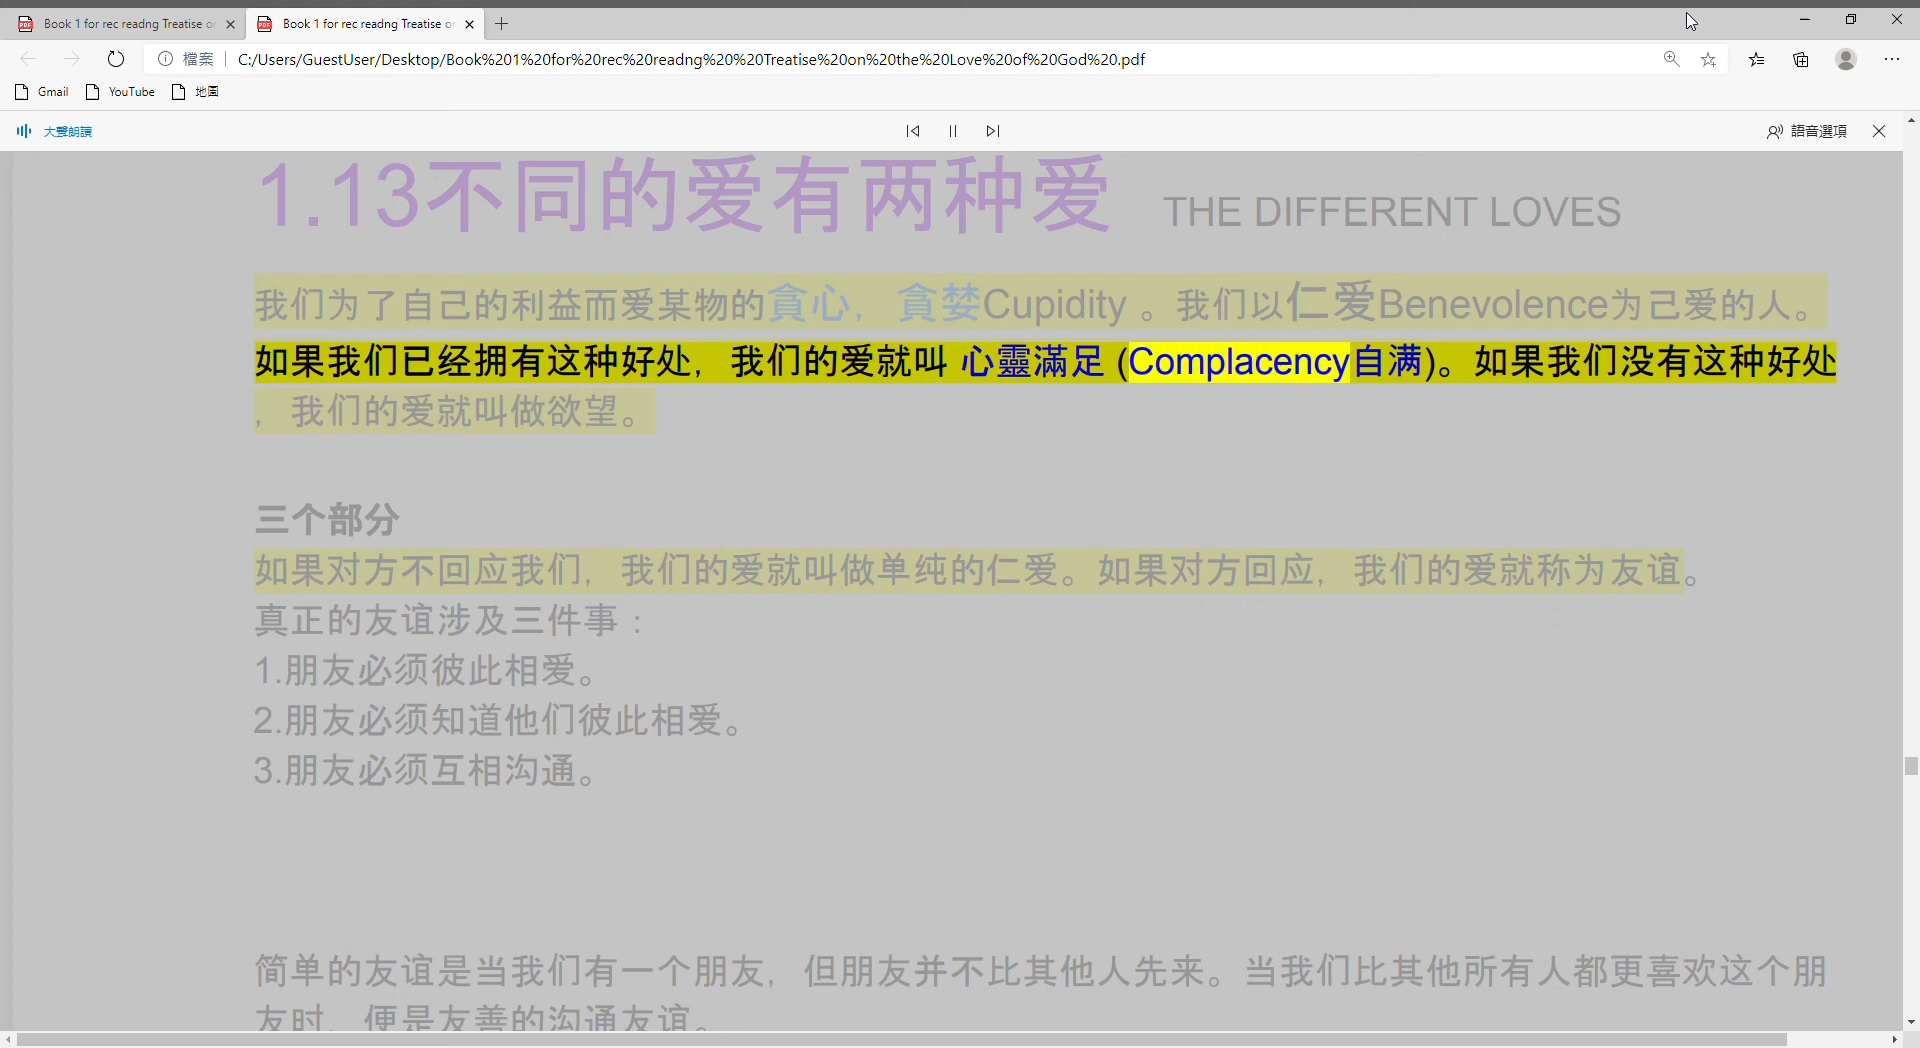 Book 1 for rec readng Treatise or
Book 1 for rec readng Treatise or
檔案
C:/Users/GuestUser/Desktop/Book%201%20for%20rec%20readng%20%20Treatise%20on%20the%20Love%20of%20God%20.pdf
Gmail
YouTube
地圖
大聲朗讀
語音選項
1.13不同的爱有两种爱 THE DIFFERENT LOVES
我们为了自己的利益而爱某物的貪心，貪婪Cupidity 。我们以仁爱Benevolence为己爱的人。
如果我们已经拥有这种好处，我们的爱就叫 心靈滿足 (Complacency自满)。如果我们没有这种好处
，我们的爱就叫做欲望。
三个部分
如果对方不回应我们，我们的爱就叫做单纯的仁爱。如果对方回应，我们的爱就称为友谊。
真正的友谊涉及三件事：
1.朋友必须彼此相爱。
2.朋友必须知道他们彼此相爱。
3.朋友必须互相沟通。
简单的友谊是当我们有一个朋友，但朋友并不比其他人先来。当我们比其他所有人都更喜欢这个朋
友时，便是友善的沟通友谊。